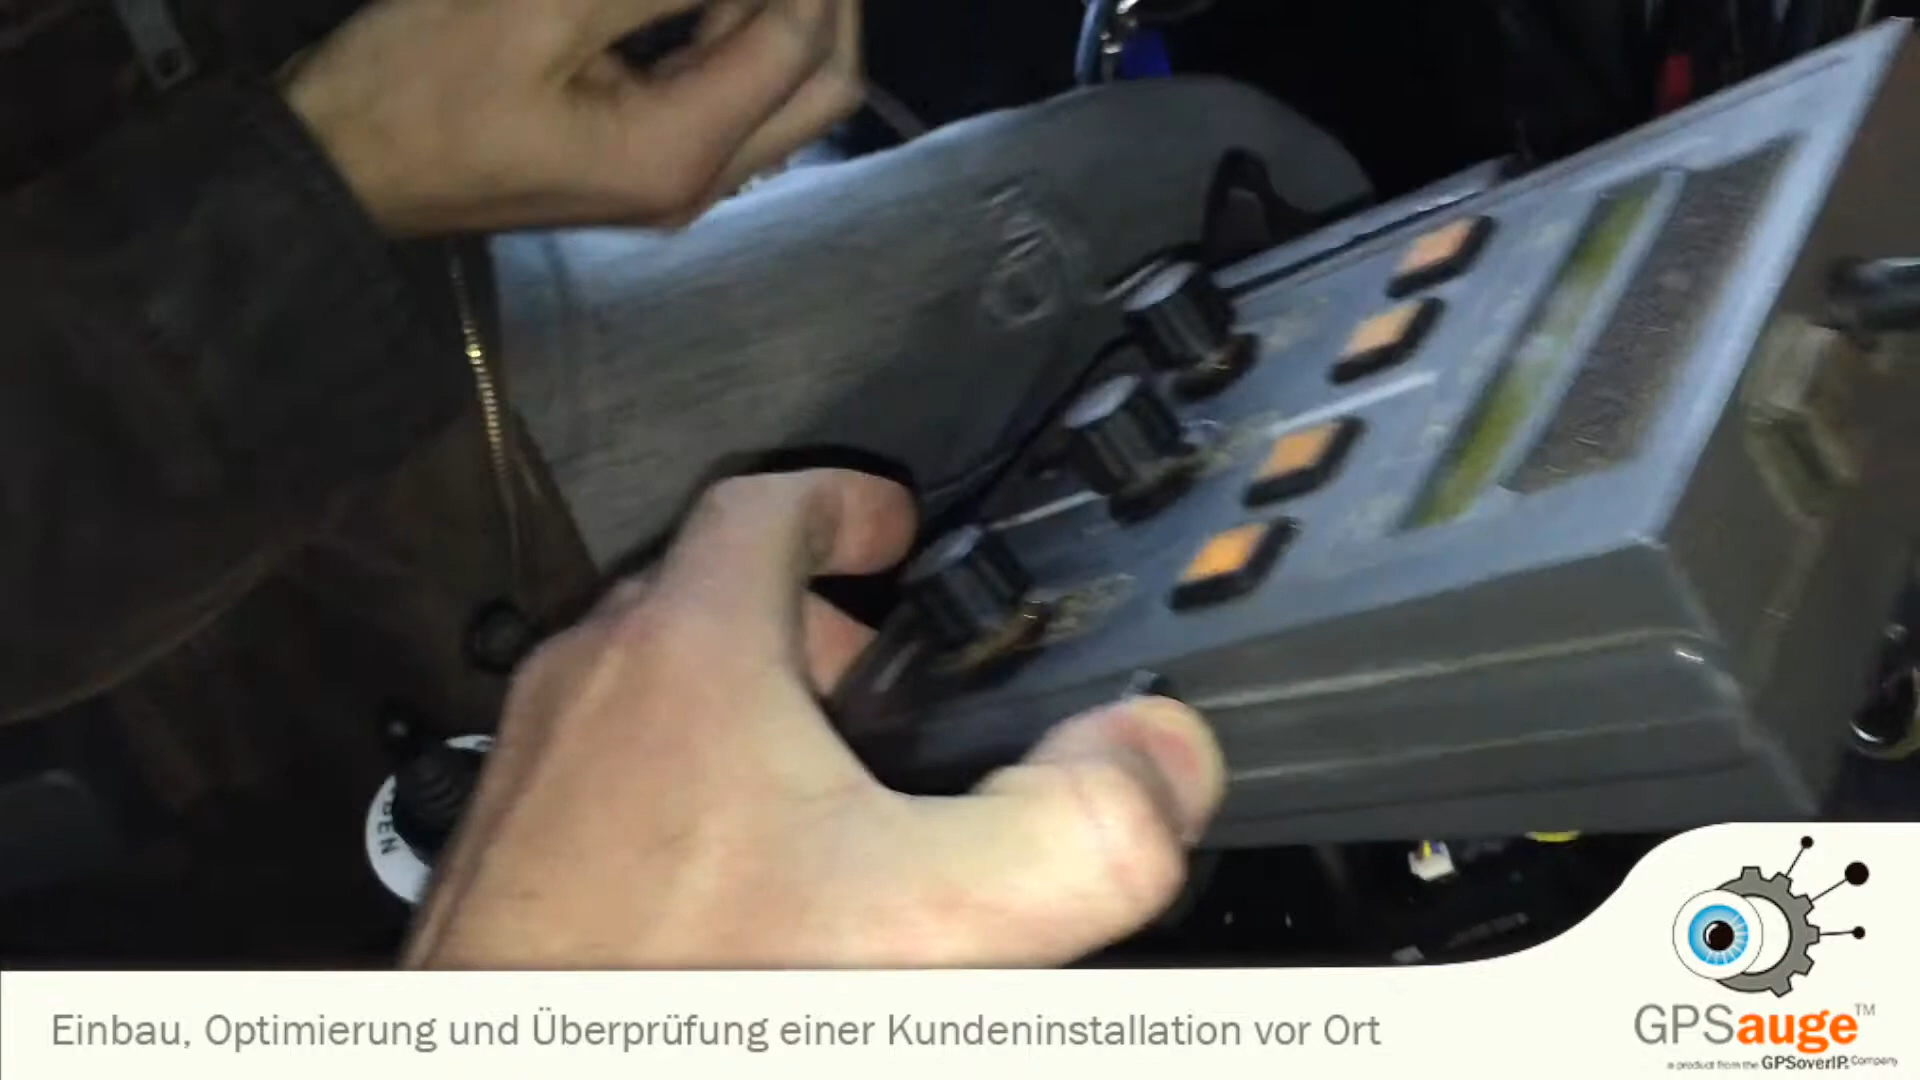 Einbau, Optimierung und Überprüfung einer Kundeninstallation vor Ort
GPSauge™
a product from the GPSoverIP. Company